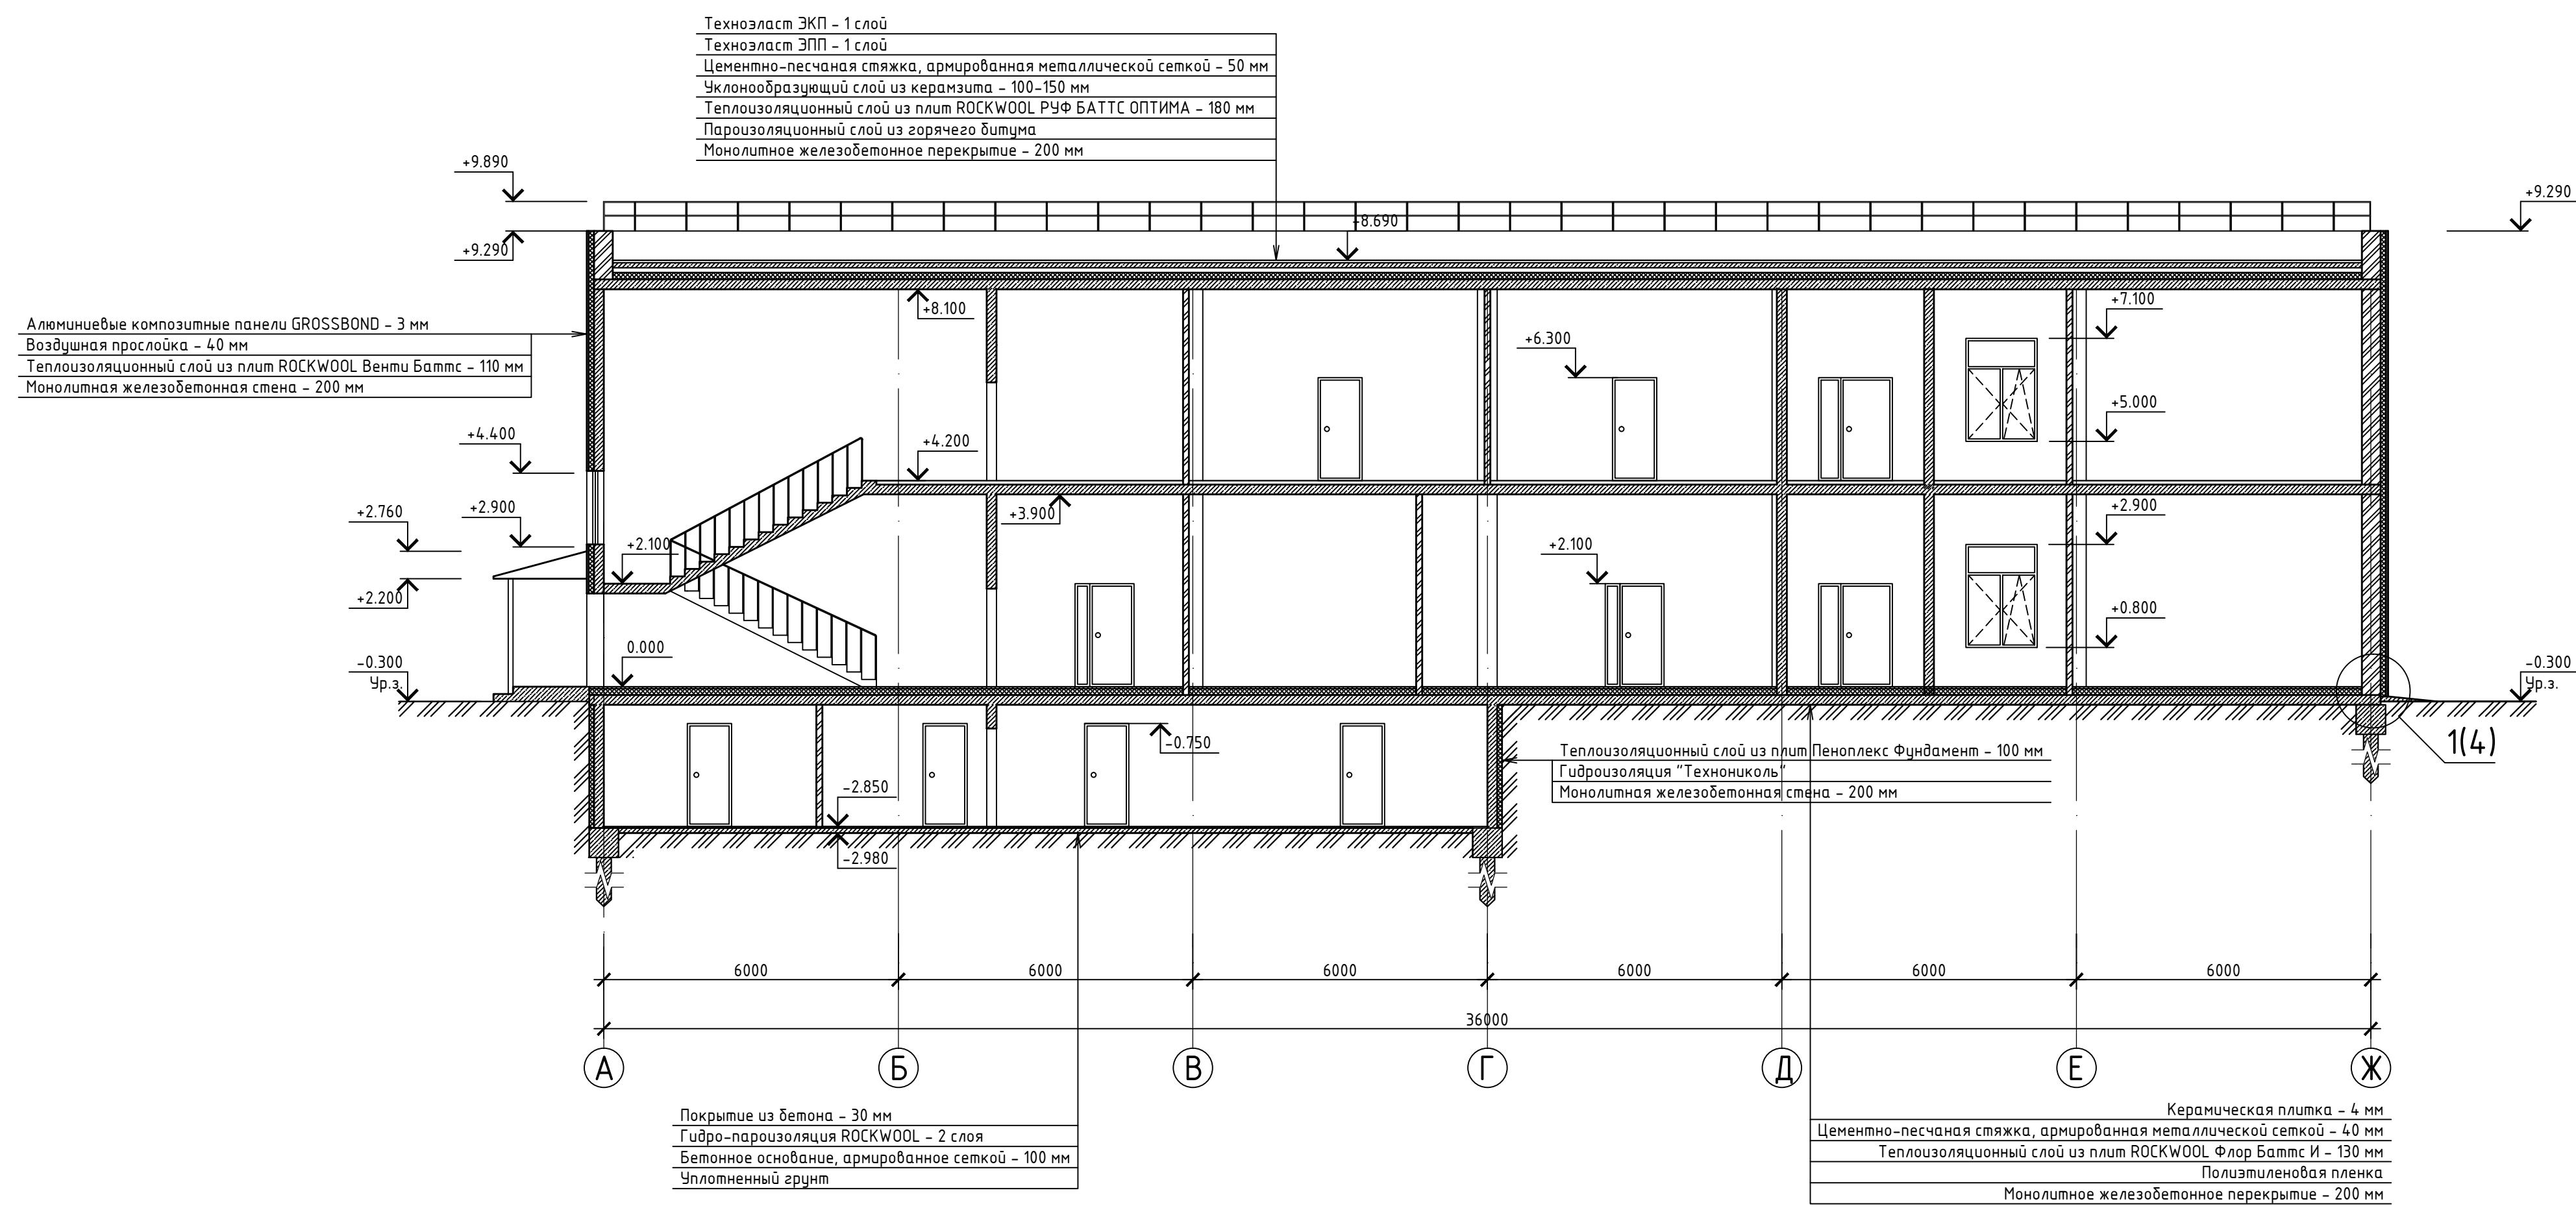 Техноэласт ЭКП – 1 слой
Техноэласт ЭПП – 1 слой
Цементно-песчаная стяжка, армированная металлической сеткой – 50 мм
Уклонообразующий слой из керамзита – 100-150 мм
Теплоизоляционный слой из плит ROCKWOOL РУФ БАТТС ОПТИМА – 180 мм
Пароизоляционный слой из горячего битума
Монолитное железобетонное перекрытие – 200 мм
+9.890
+9.290
+9.290
+8.690
+8.100
+7.100
Алюминиевые композитные панели GROSSBOND – 3 мм
Воздушная прослойка – 40 мм
Теплоизоляционный слой из плит ROCKWOOL Венти Баттс – 110 мм
Монолитная железобетонная стена – 200 мм
+6.300
+5.000
+4.400
+4.200
+2.760
+2.900
+3.900
+2.900
+2.100
+2.100
+2.200
+0.800
0.000
-0.300
Ур.з.
-0.300
Ур.з.
-0.750
1(4)
Теплоизоляционный слой из плит Пеноплекс Фундамент – 100 мм
Гидроизоляция "Технониколь"
Монолитная железобетонная стена – 200 мм
-2.850
-2.980
6000
6000
6000
6000
6000
6000
36000
А
Б
В
Г
Д
Е
Ж
Покрытие из бетона – 30 мм
Гидро-пароизоляция ROCKWOOL – 2 слоя
Бетонное основание, армированное сеткой – 100 мм
Уплотненный грунт
Керамическая плитка – 4 мм
Цементно-песчаная стяжка, армированная металлической сеткой – 40 мм
Теплоизоляционный слой из плит ROCKWOOL Флор Баттс И – 130 мм
Полиэтиленовая пленка
Монолитное железобетонное перекрытие – 200 мм